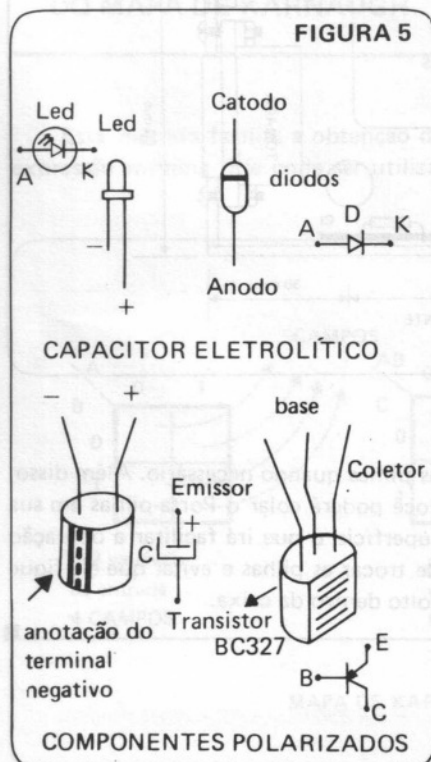 FIGURA 5
Led
Led
A
K
−
+
Catodo
diodos
Anodo
A
D
K
CAPACITOR ELETROLÍTICO
−
+
C
+
anotação do
terminal
negativo
base
Emissor
Coletor
Transistor
BC327
B
E
C
COMPONENTES POLARIZADOS